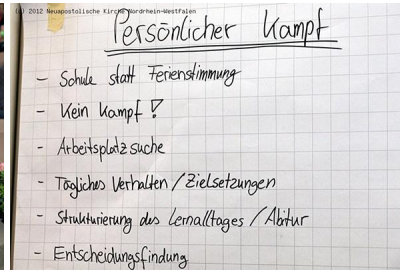 (c) 2012 Neuapostolische Kirche Nordrhein-Westfalen
Persönlicher Kampf
- Schule statt Ferienstimmung
- Kein Kampf!
- Arbeitsplatzsuche
- Tägliches Verhalten / Zielsetzungen
- Strukturierung des Lernalltages / Abitur
- Entscheidungsfindung